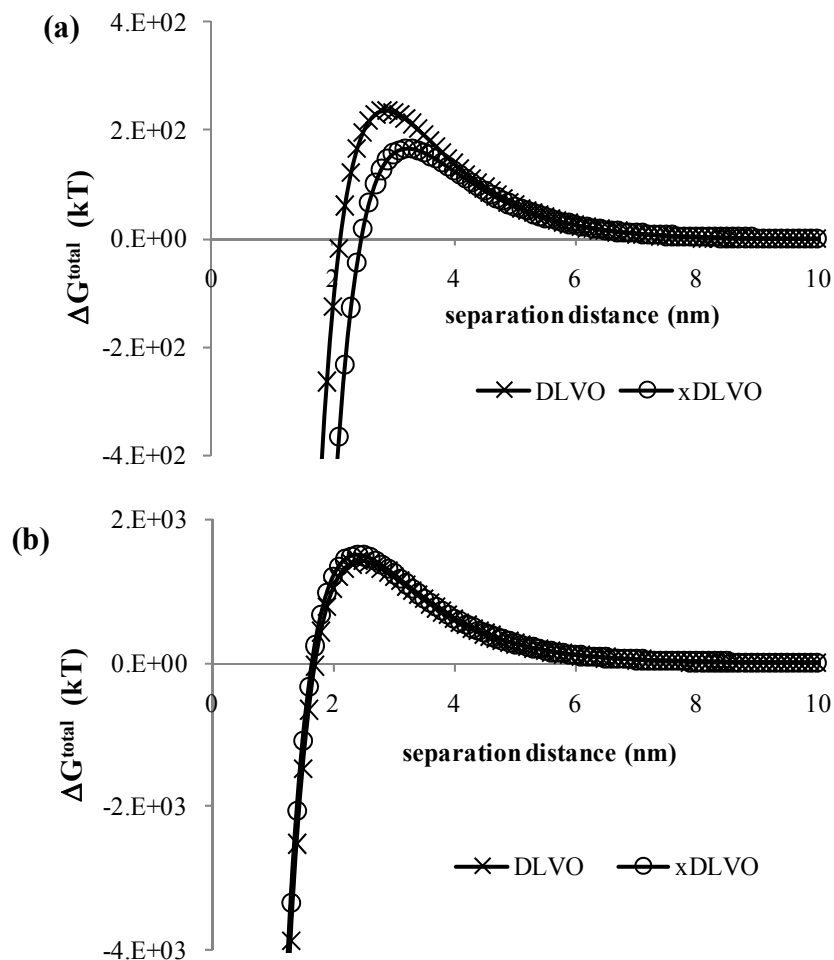 (a)
4.E+02
2.E+02
0.E+00
-2.E+02
-4.E+02
ΔG^total (kT)
0 2 4 6 8 10
separation distance (nm)
DLVO xDLVO
(b)
2.E+03
0.E+00
-2.E+03
-4.E+03
ΔG^total (kT)
0 2 4 6 8 10
separation distance (nm)
DLVO xDLVO